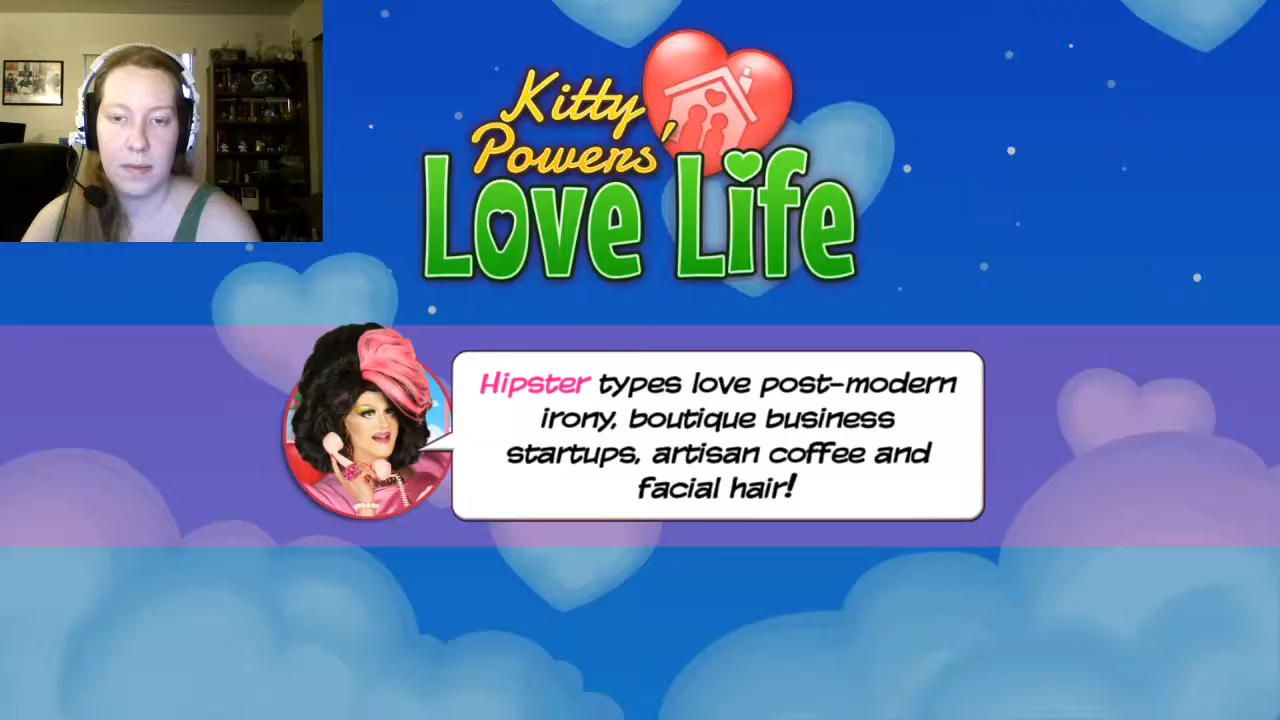 Kitty
Powers'
Love Life
Hipster types love post-modern
irony, boutique business
startups, artisan coffee and
facial hair!